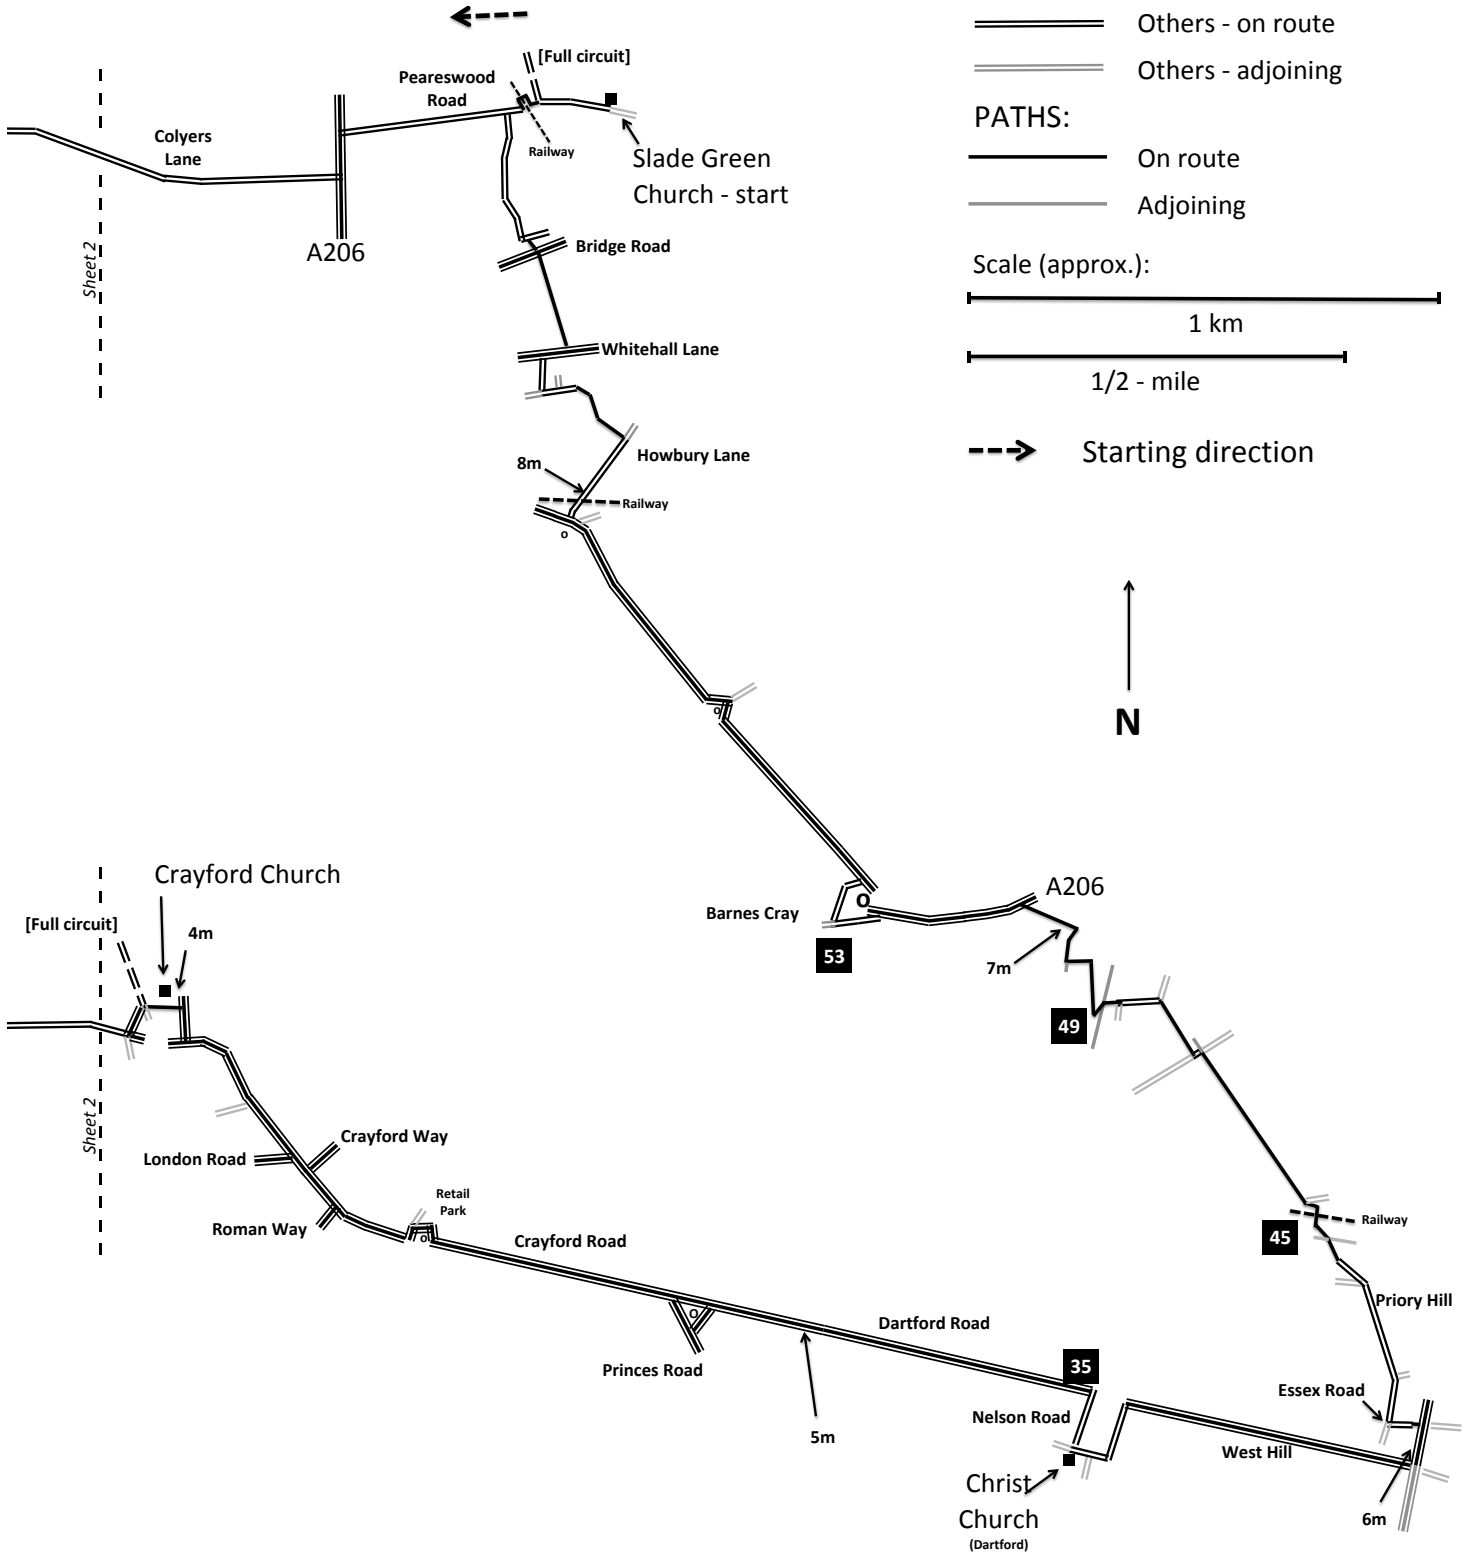 Others - on route
[Full circuit]
Others - adjoining
Peareswood
Road
PATHS:
Colyers
Lane
Railway
Slade Green
Church - start
On route
Adjoining
Sheet 2
A206
Bridge Road
Scale (approx.):
1 km
Whitehall Lane
1/2 - mile
Howbury Lane
Starting direction
8m
Railway
o
N
o
Crayford Church
A206
o
Barnes Cray
[Full circuit]
4m
53
7m
49
Sheet 2
Crayford Way
London Road
Retail
Park
Roman Way
o
Crayford Road
Railway
45
Priory Hill
o
Dartford Road
Princes Road
35
Essex Road
Nelson Road
5m
West Hill
Christ
Church
(Dartford)
6m